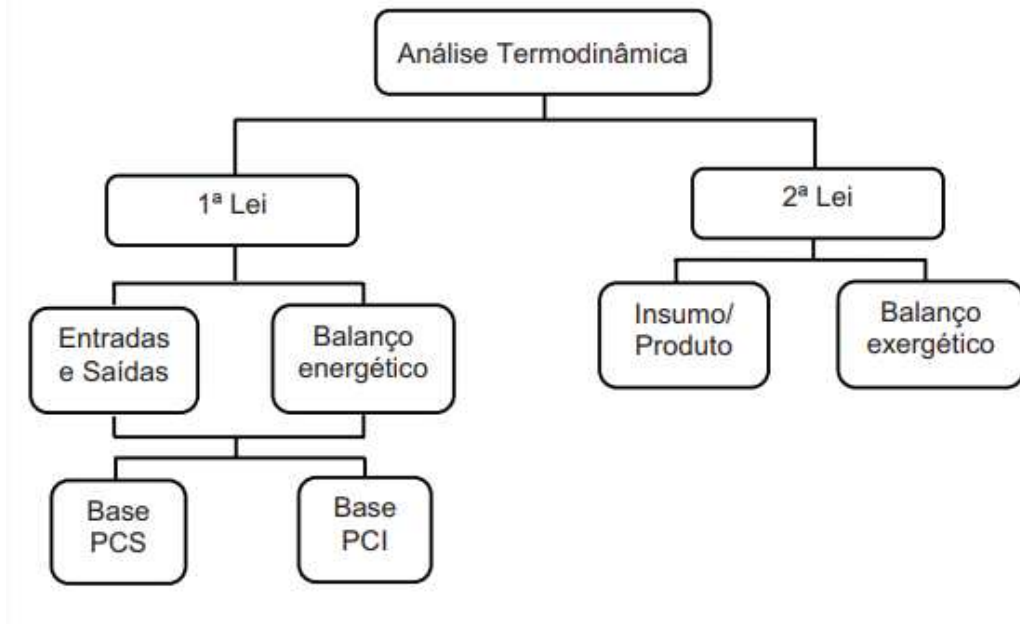 Análise Termodinâmica
1ª Lei
2ª Lei
Entradas
e Saídas
Balanço
energético
Insumo/
Produto
Balanço
exergético
Base
PCS
Base
PCI